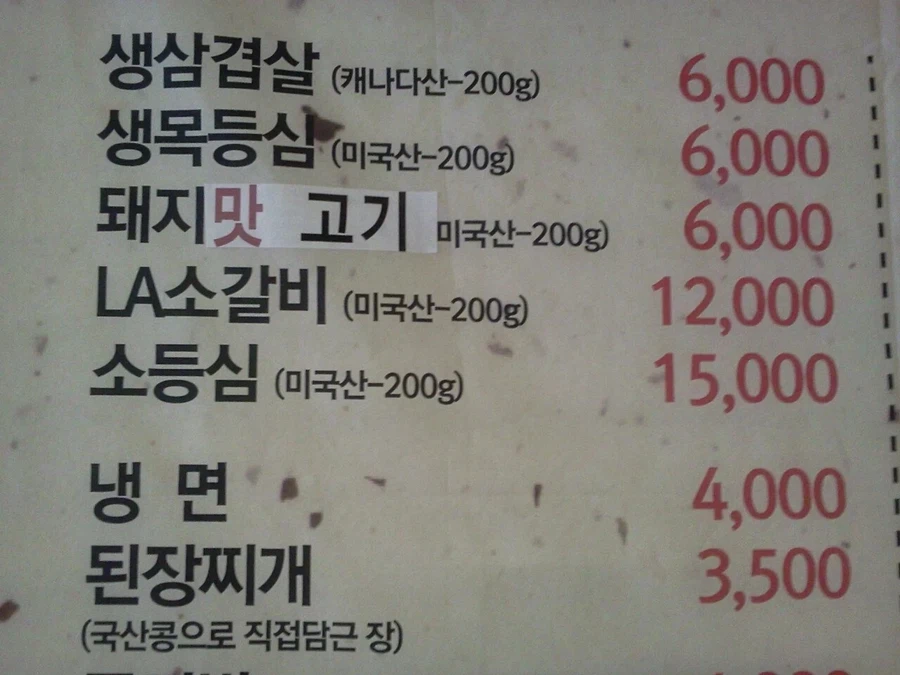 생삼겹살 (캐나다산-200g) 6,000
생목등심 (미국산-200g) 6,000
돼지맛 고기 미국산-200g) 6,000
LA소갈비 (미국산-200g) 12,000
소등심 (미국산-200g) 15,000
냉 면 4,000
된장찌개 3,500
(국산콩으로 직접담근 장)